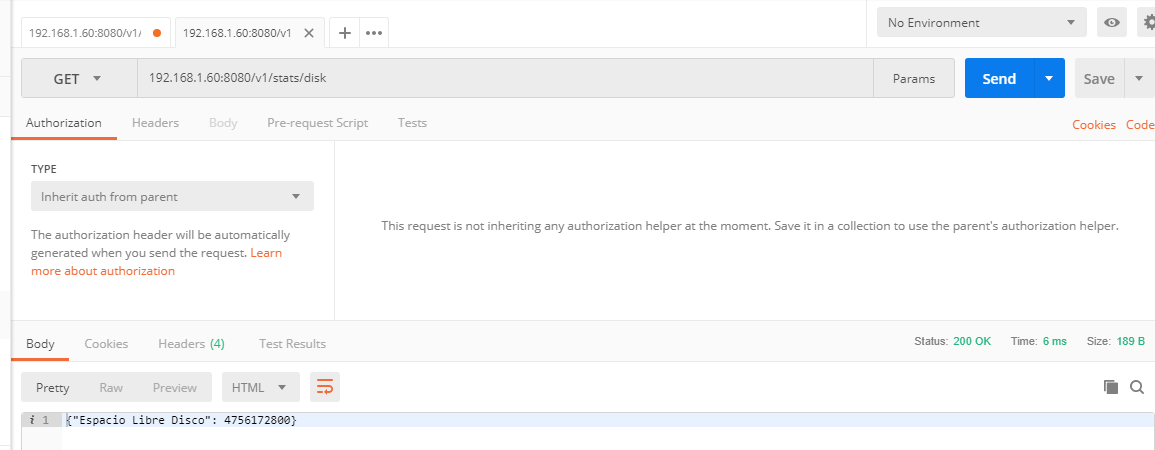 192.168.1.60:8080/v1/
192.168.1.60:8080/v1
No Environment
GET
192.168.1.60:8080/v1/stats/disk
Params
Send
Save
Authorization
Headers
Body
Pre-request Script
Tests
Cookies
Code
TYPE
Inherit auth from parent
The authorization header will be automatically
generated when you send the request. Learn
more about authorization
This request is not inheriting any authorization helper at the moment. Save it in a collection to use the parent's authorization helper.
Body
Cookies
Headers (4)
Test Results
Status: 200 OK
Time: 6 ms
Size: 189 B
Pretty
Raw
Preview
HTML
i 1
{"Espacio Libre Disco": 4756172800}